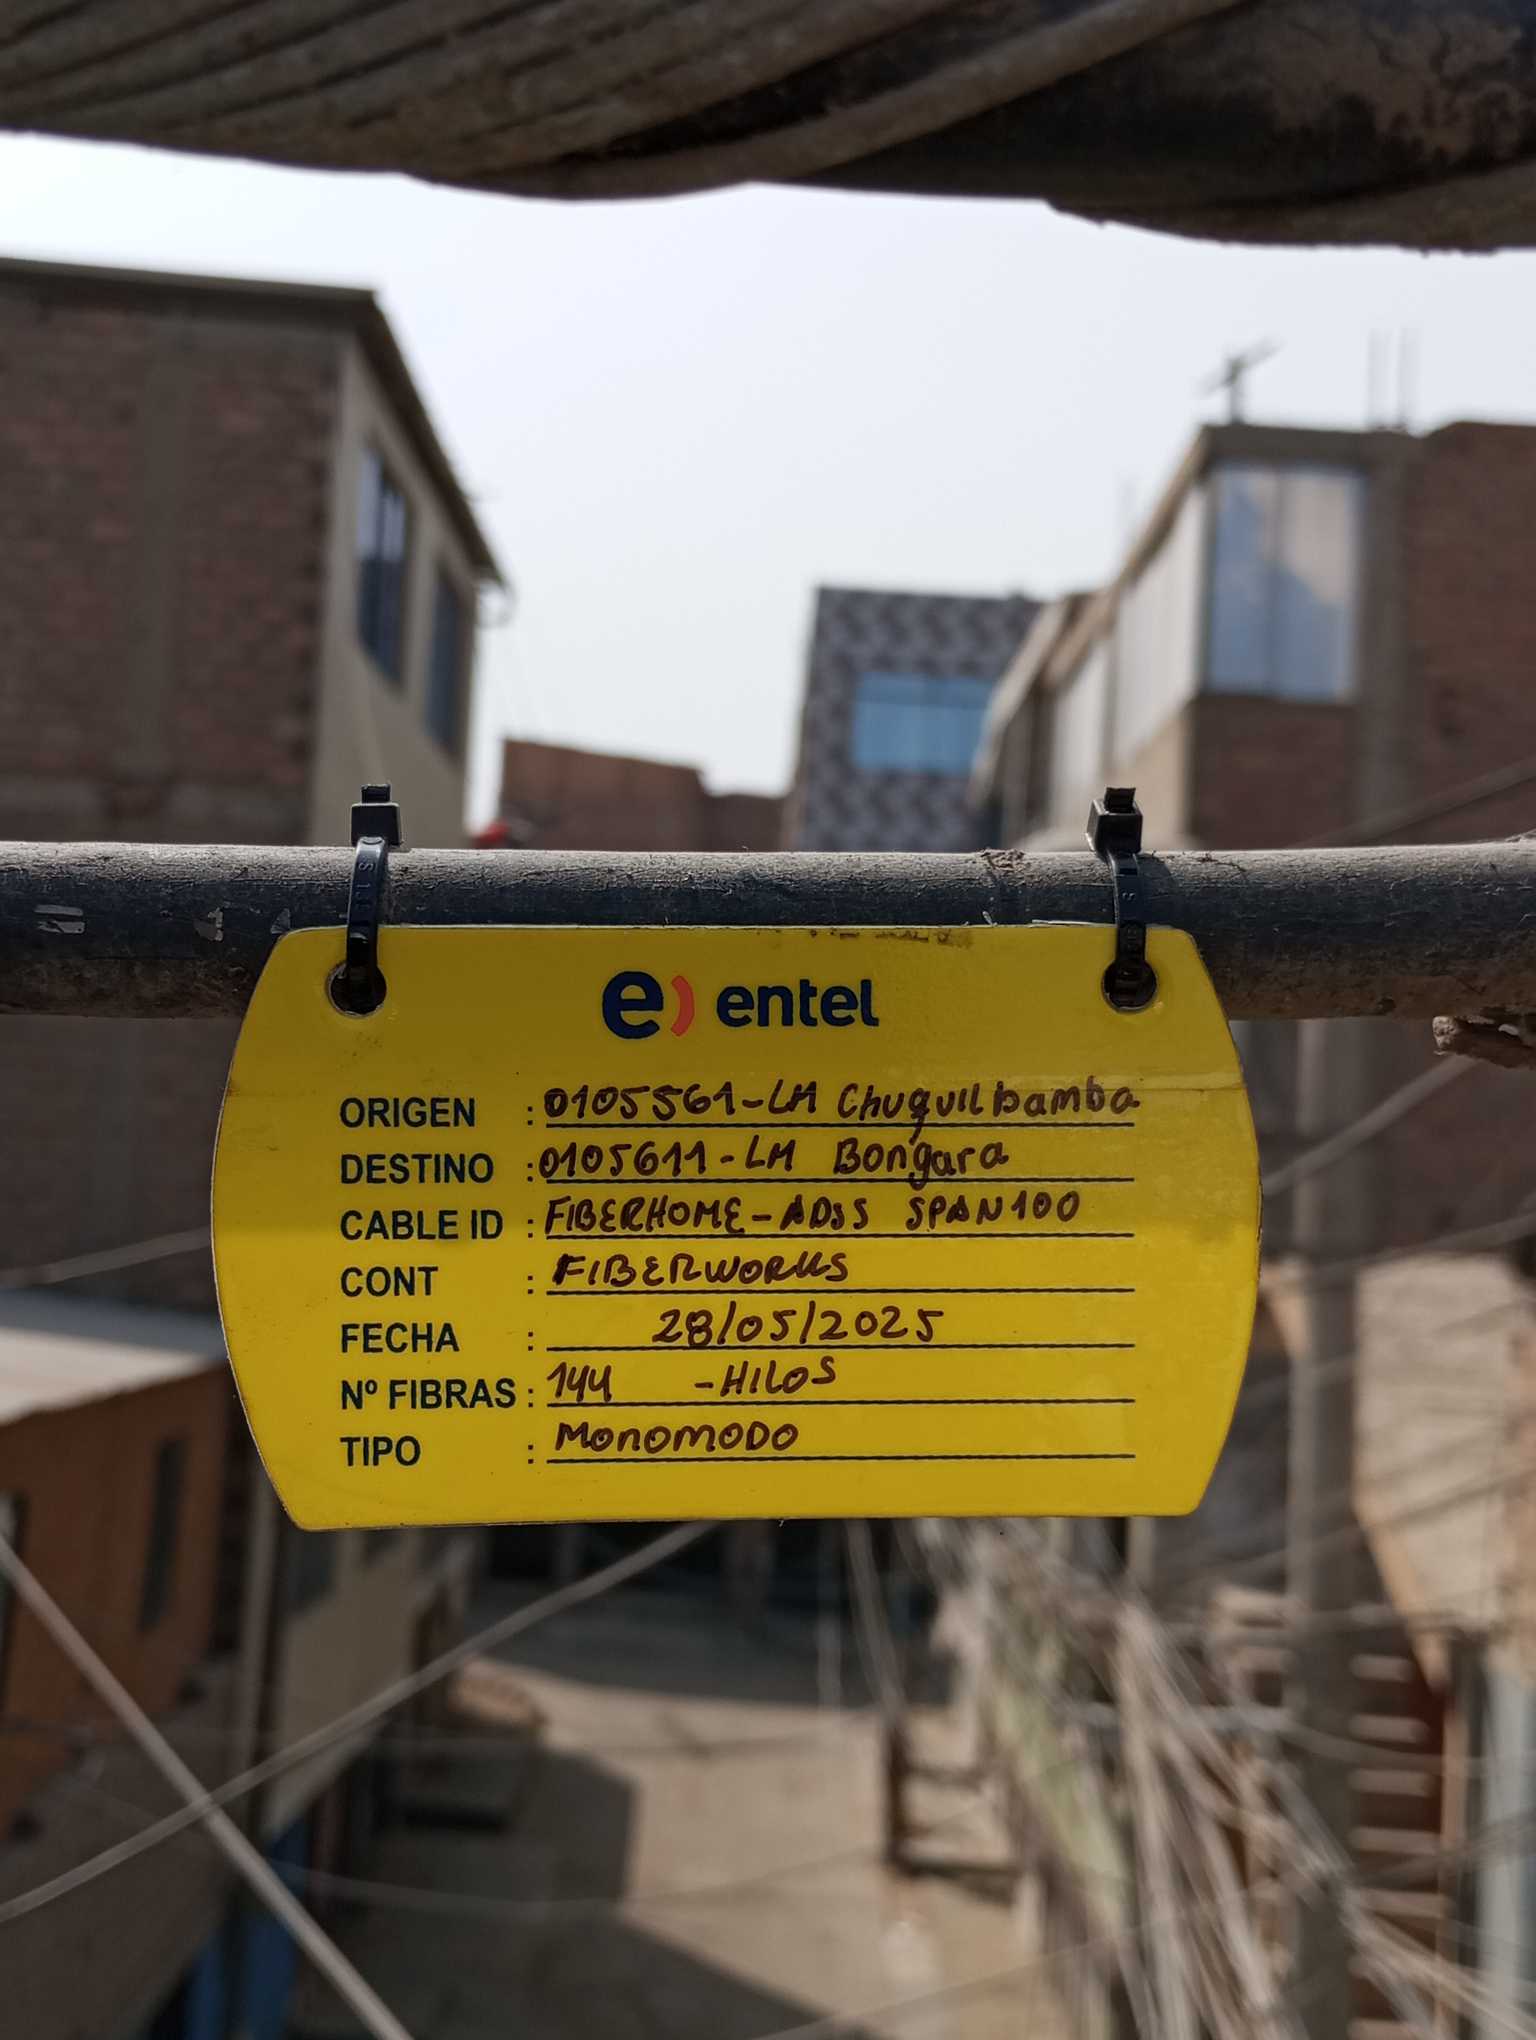 e) entel
ORIGEN : 0105561-LM Chuquilbamba
DESTINO : 0105611-LM Bongara
CABLE ID : FIBERHOME-ADSS SPAN100
CONT : FIBERWORKS
FECHA : 28/05/2025
Nº FIBRAS : 144 -HILOS
TIPO : MONOMODO